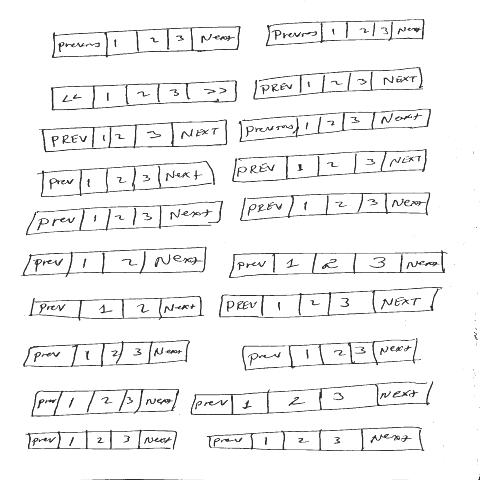 Previous 1 2 3 Next Previous 1 2 3 Next
<< 1 2 3 >> PREV 1 2 3 NEXT
PREV 1 2 3 NEXT Previous 1 2 3 Next
Prev 1 2 3 Next PREV 1 2 3 NEXT
Prev 1 2 3 Next PREV 1 2 3 Next
Prev 1 2 Next Prev 1 2 3 Next
Prev 1 2 Next PREV 1 2 3 NEXT
Prev 1 2 3 Next Prev 1 2 3 Next
Prev 1 2 3 Next Prev 1 2 3 Next
Prev 1 2 3 Next Prev 1 2 3 Next